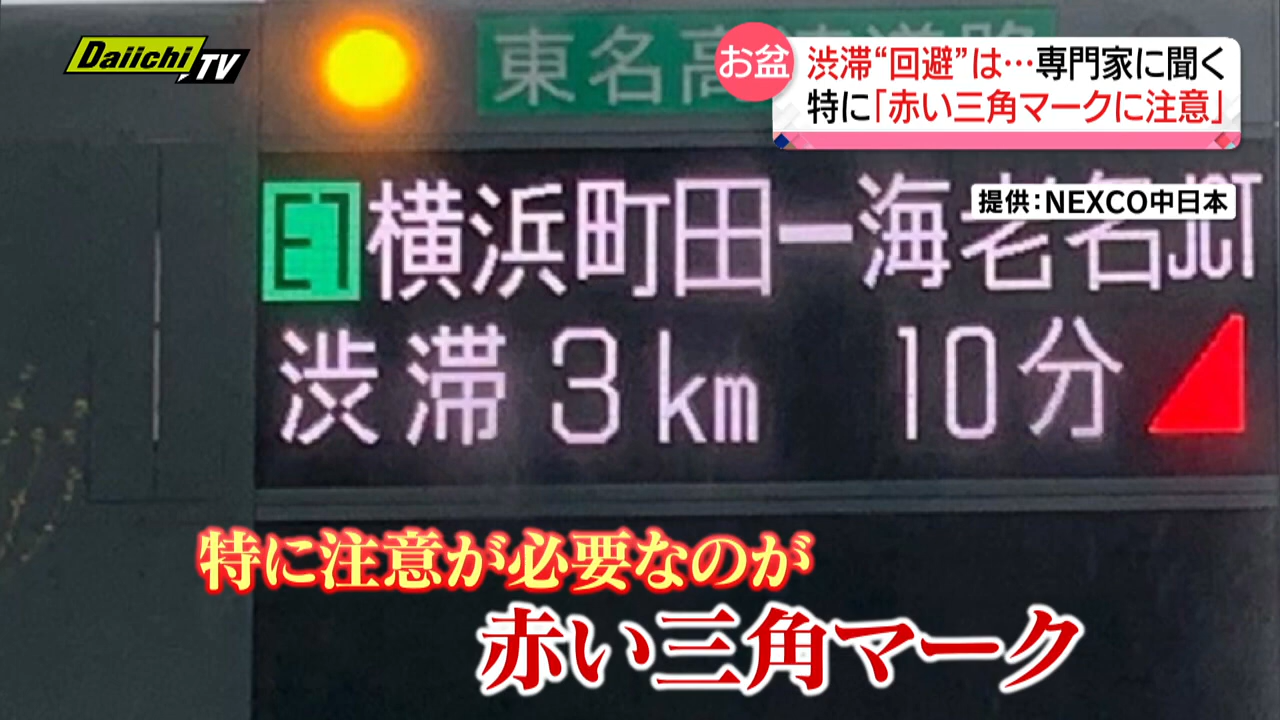 Daiichi-TV
東名高速道路
お盆
渋滞“回避”は…専門家に聞く
特に「赤い三角マークに注意」
提供：NEXCO中日本
E1 横浜町田ー海老名JCT
渋滞 3km 10分
特に注意が必要なのが
赤い三角マーク